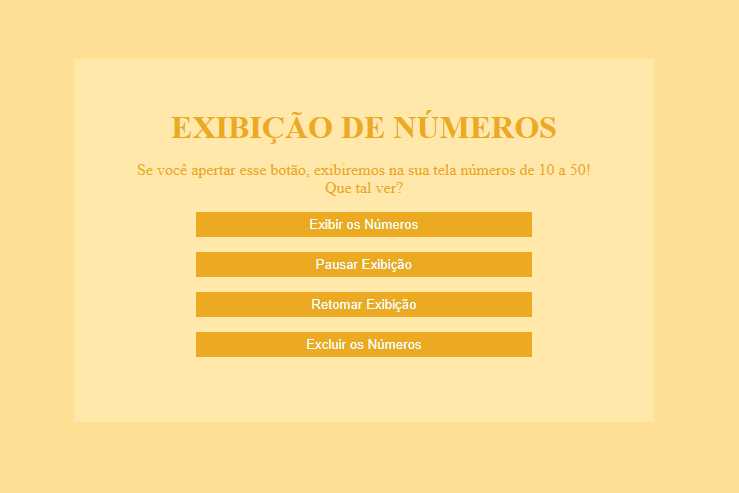 EXIBIÇÃO DE NÚMEROS
Se você apertar esse botão, exibiremos na sua tela números de 10 a 50!
Que tal ver?
Exibir os Números
Pausar Exibição
Retomar Exibição
Excluir os Números